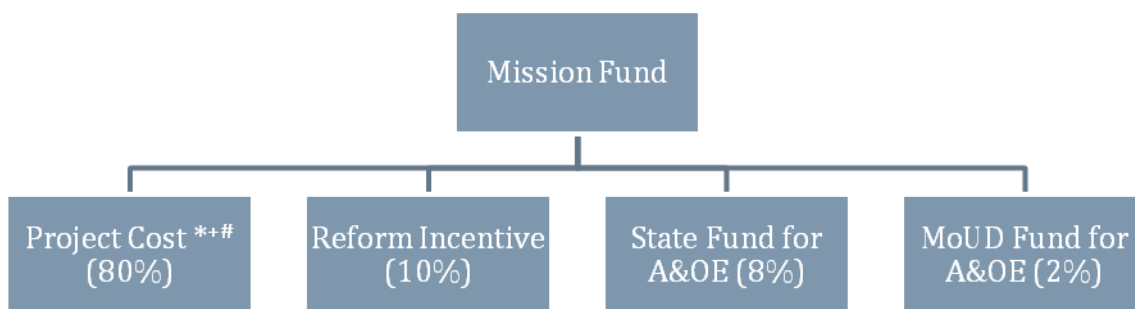 Mission Fund
Project Cost *+#
(80%)
Reform Incentive
(10%)
State Fund for
A&OE (8%)
MoUD Fund for
A&OE (2%)